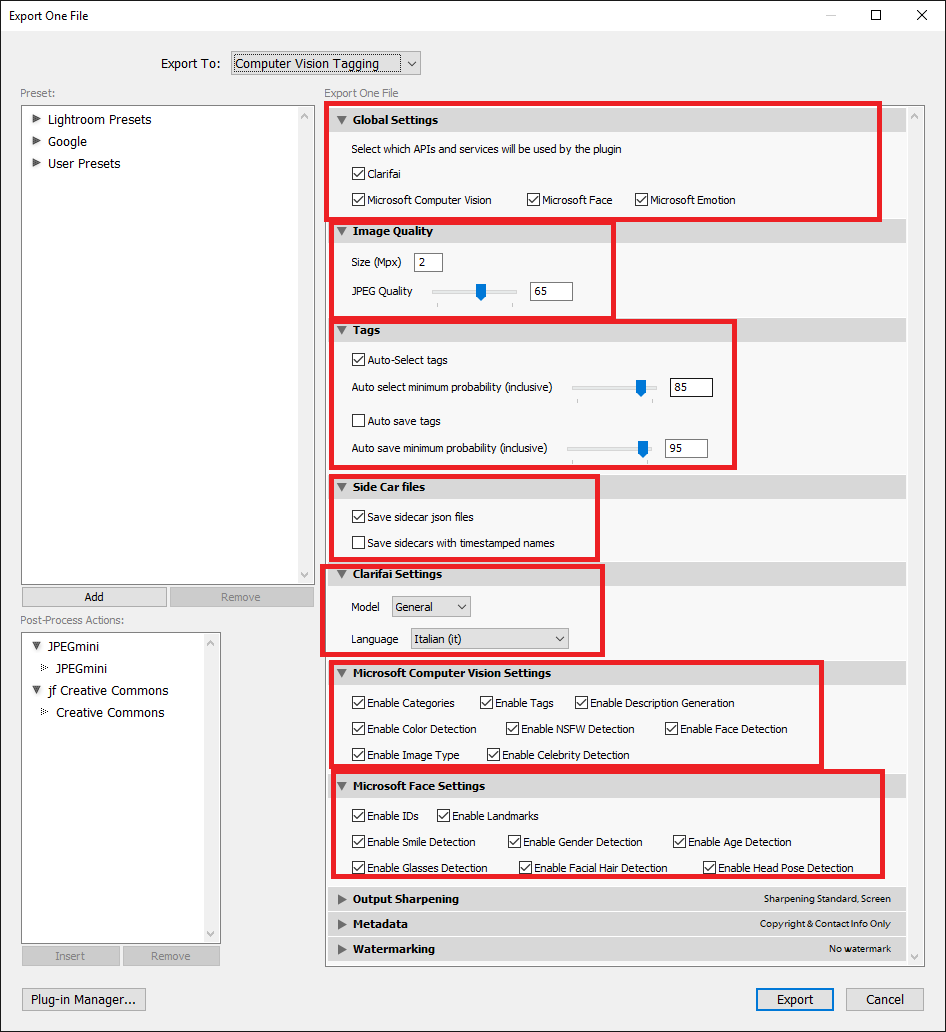 Export One File
Export To: Computer Vision Tagging
Preset:
Lightroom Presets
Google
User Presets
Add Remove
Post-Process Actions:
JPEGmini
JPEGmini
jf Creative Commons
Creative Commons
Insert Remove
Plug-in Manager...
Export One File
Global Settings
Select which APIs and services will be used by the plugin
Clarifai
Microsoft Computer Vision Microsoft Face Microsoft Emotion
Image Quality
Size (Mpx) 2
JPEG Quality 65
Tags
Auto-Select tags
Auto select minimum probability (inclusive) 85
Auto save tags
Auto save minimum probability (inclusive) 95
Side Car files
Save sidecar json files
Save sidecars with timestamped names
Clarifai Settings
Model General
Language Italian (it)
Microsoft Computer Vision Settings
Enable Categories Enable Tags Enable Description Generation
Enable Color Detection Enable NSFW Detection Enable Face Detection
Enable Image Type Enable Celebrity Detection
Microsoft Face Settings
Enable IDs Enable Landmarks
Enable Smile Detection Enable Gender Detection Enable Age Detection
Enable Glasses Detection Enable Facial Hair Detection Enable Head Pose Detection
Output Sharpening Sharpening Standard, Screen
Metadata Copyright & Contact Info Only
Watermarking No watermark
Export Cancel